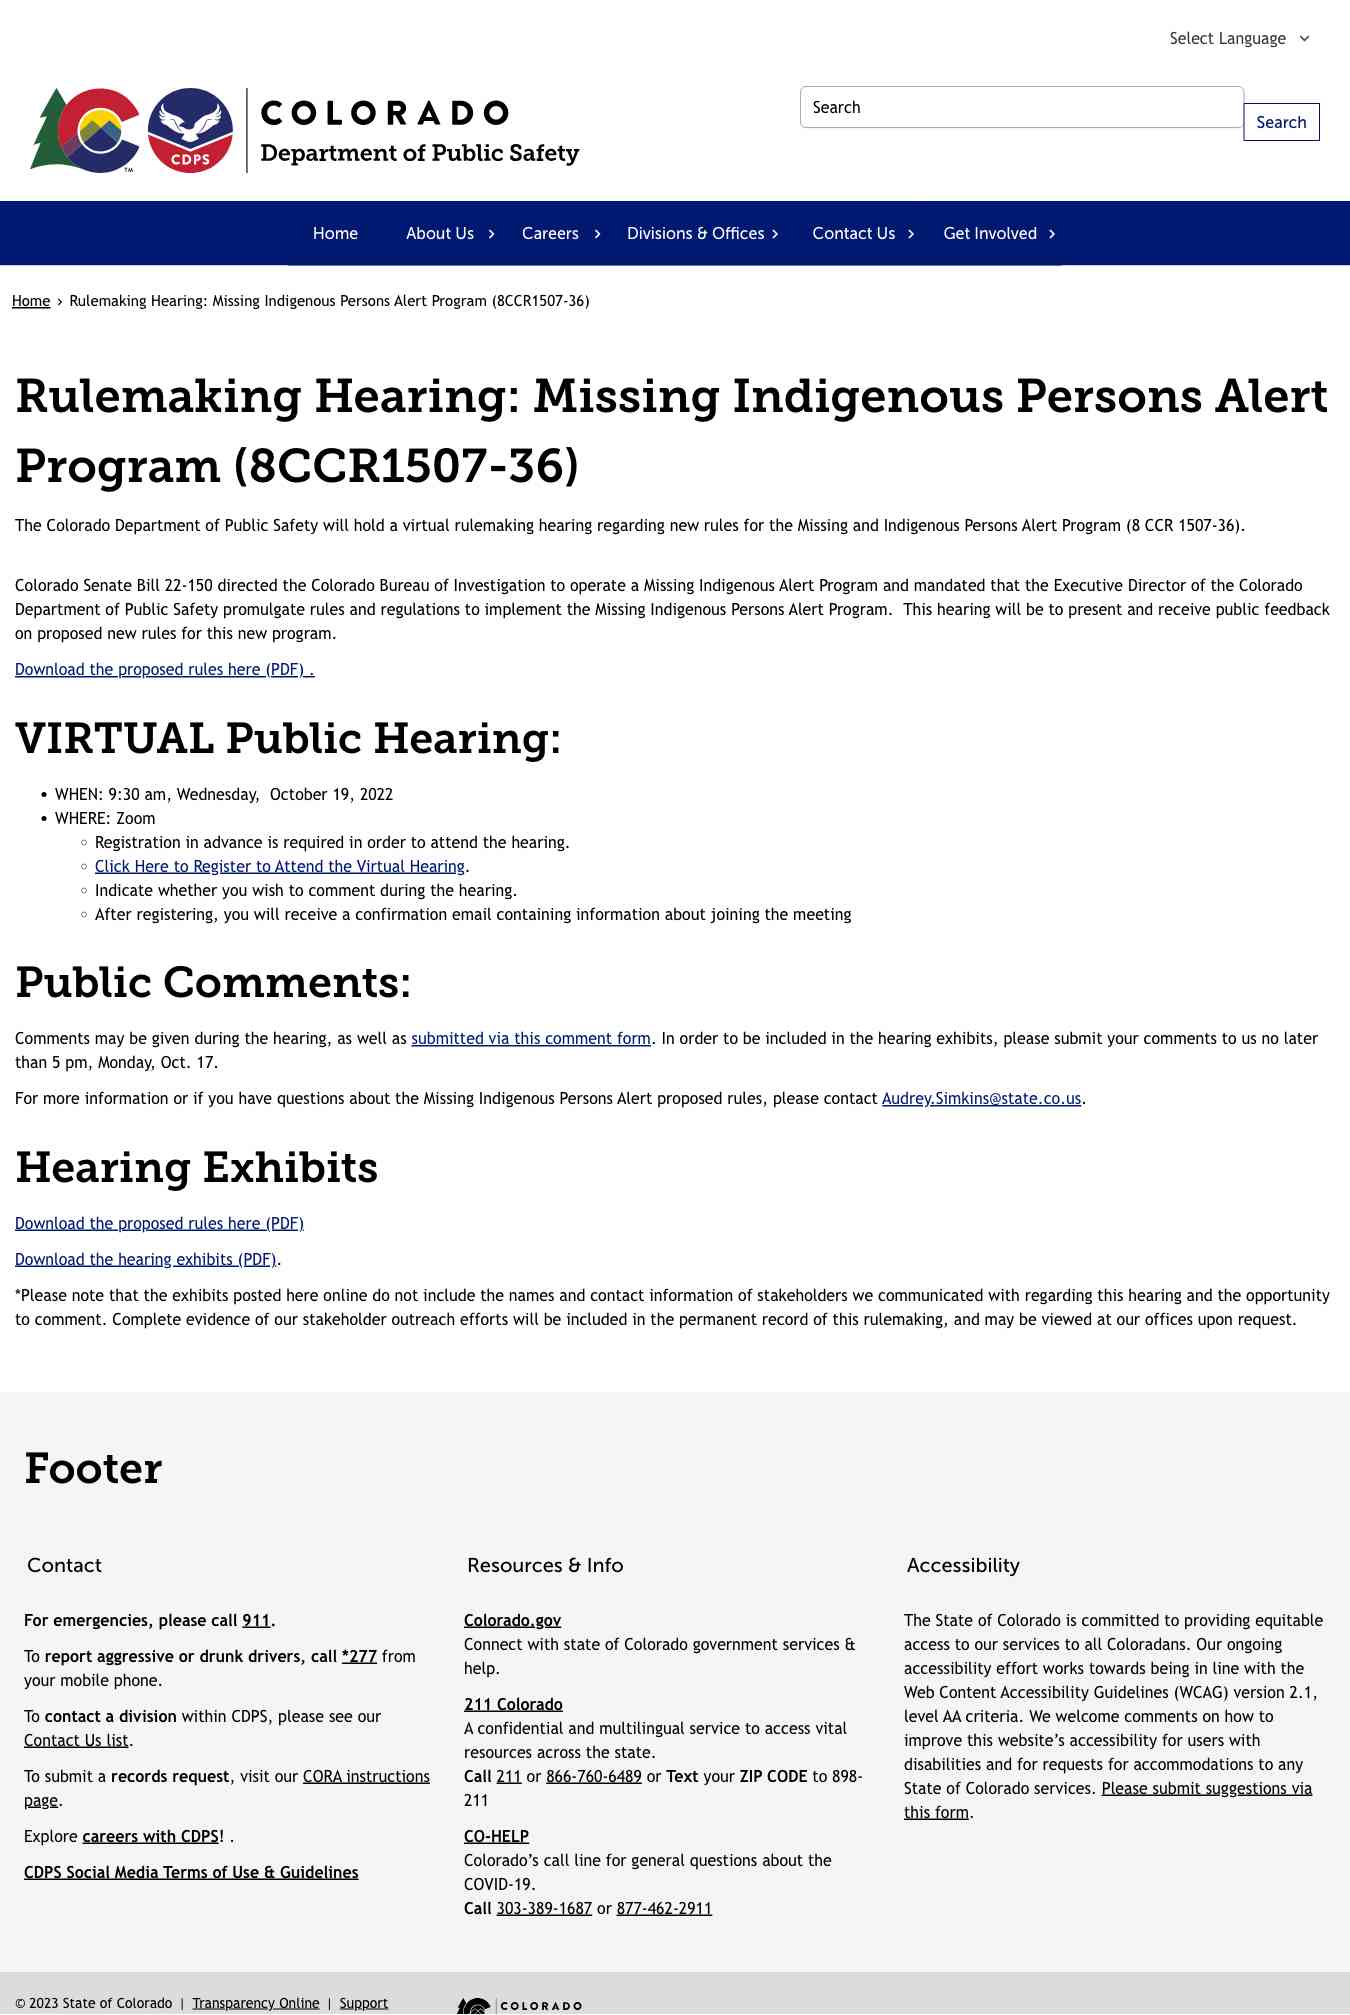 Select Language
COLORADO
Department of Public Safety
CDPS
TM
Search
Search
Home About Us Careers Divisions & Offices Contact Us Get Involved
Home › Rulemaking Hearing: Missing Indigenous Persons Alert Program (8CCR1507-36)
Rulemaking Hearing: Missing Indigenous Persons Alert
Program (8CCR1507-36)
The Colorado Department of Public Safety will hold a virtual rulemaking hearing regarding new rules for the Missing and Indigenous Persons Alert Program (8 CCR 1507-36).
Colorado Senate Bill 22-150 directed the Colorado Bureau of Investigation to operate a Missing Indigenous Alert Program and mandated that the Executive Director of the Colorado
Department of Public Safety promulgate rules and regulations to implement the Missing Indigenous Persons Alert Program.  This hearing will be to present and receive public feedback
on proposed new rules for this new program.
Download the proposed rules here (PDF) .
VIRTUAL Public Hearing:
• WHEN: 9:30 am, Wednesday,  October 19, 2022
• WHERE: Zoom
◦ Registration in advance is required in order to attend the hearing.
◦ Click Here to Register to Attend the Virtual Hearing.
◦ Indicate whether you wish to comment during the hearing.
◦ After registering, you will receive a confirmation email containing information about joining the meeting
Public Comments:
Comments may be given during the hearing, as well as submitted via this comment form. In order to be included in the hearing exhibits, please submit your comments to us no later
than 5 pm, Monday, Oct. 17.
For more information or if you have questions about the Missing Indigenous Persons Alert proposed rules, please contact Audrey.Simkins@state.co.us.
Hearing Exhibits
Download the proposed rules here (PDF)
Download the hearing exhibits (PDF).
*Please note that the exhibits posted here online do not include the names and contact information of stakeholders we communicated with regarding this hearing and the opportunity
to comment. Complete evidence of our stakeholder outreach efforts will be included in the permanent record of this rulemaking, and may be viewed at our offices upon request.
Footer
Contact
For emergencies, please call 911.
To report aggressive or drunk drivers, call *277 from
your mobile phone.
To contact a division within CDPS, please see our
Contact Us list.
To submit a records request, visit our CORA instructions
page.
Explore careers with CDPS! .
CDPS Social Media Terms of Use & Guidelines
Resources & Info
Colorado.gov
Connect with state of Colorado government services &
help.
211 Colorado
A confidential and multilingual service to access vital
resources across the state.
Call 211 or 866-760-6489 or Text your ZIP CODE to 898-
211
CO-HELP
Colorado’s call line for general questions about the
COVID-19.
Call 303-389-1687 or 877-462-2911
Accessibility
The State of Colorado is committed to providing equitable
access to our services to all Coloradans. Our ongoing
accessibility effort works towards being in line with the
Web Content Accessibility Guidelines (WCAG) version 2.1,
level AA criteria. We welcome comments on how to
improve this website’s accessibility for users with
disabilities and for requests for accommodations to any
State of Colorado services. Please submit suggestions via
this form.
© 2023 State of Colorado | Transparency Online | Support
COLORADO